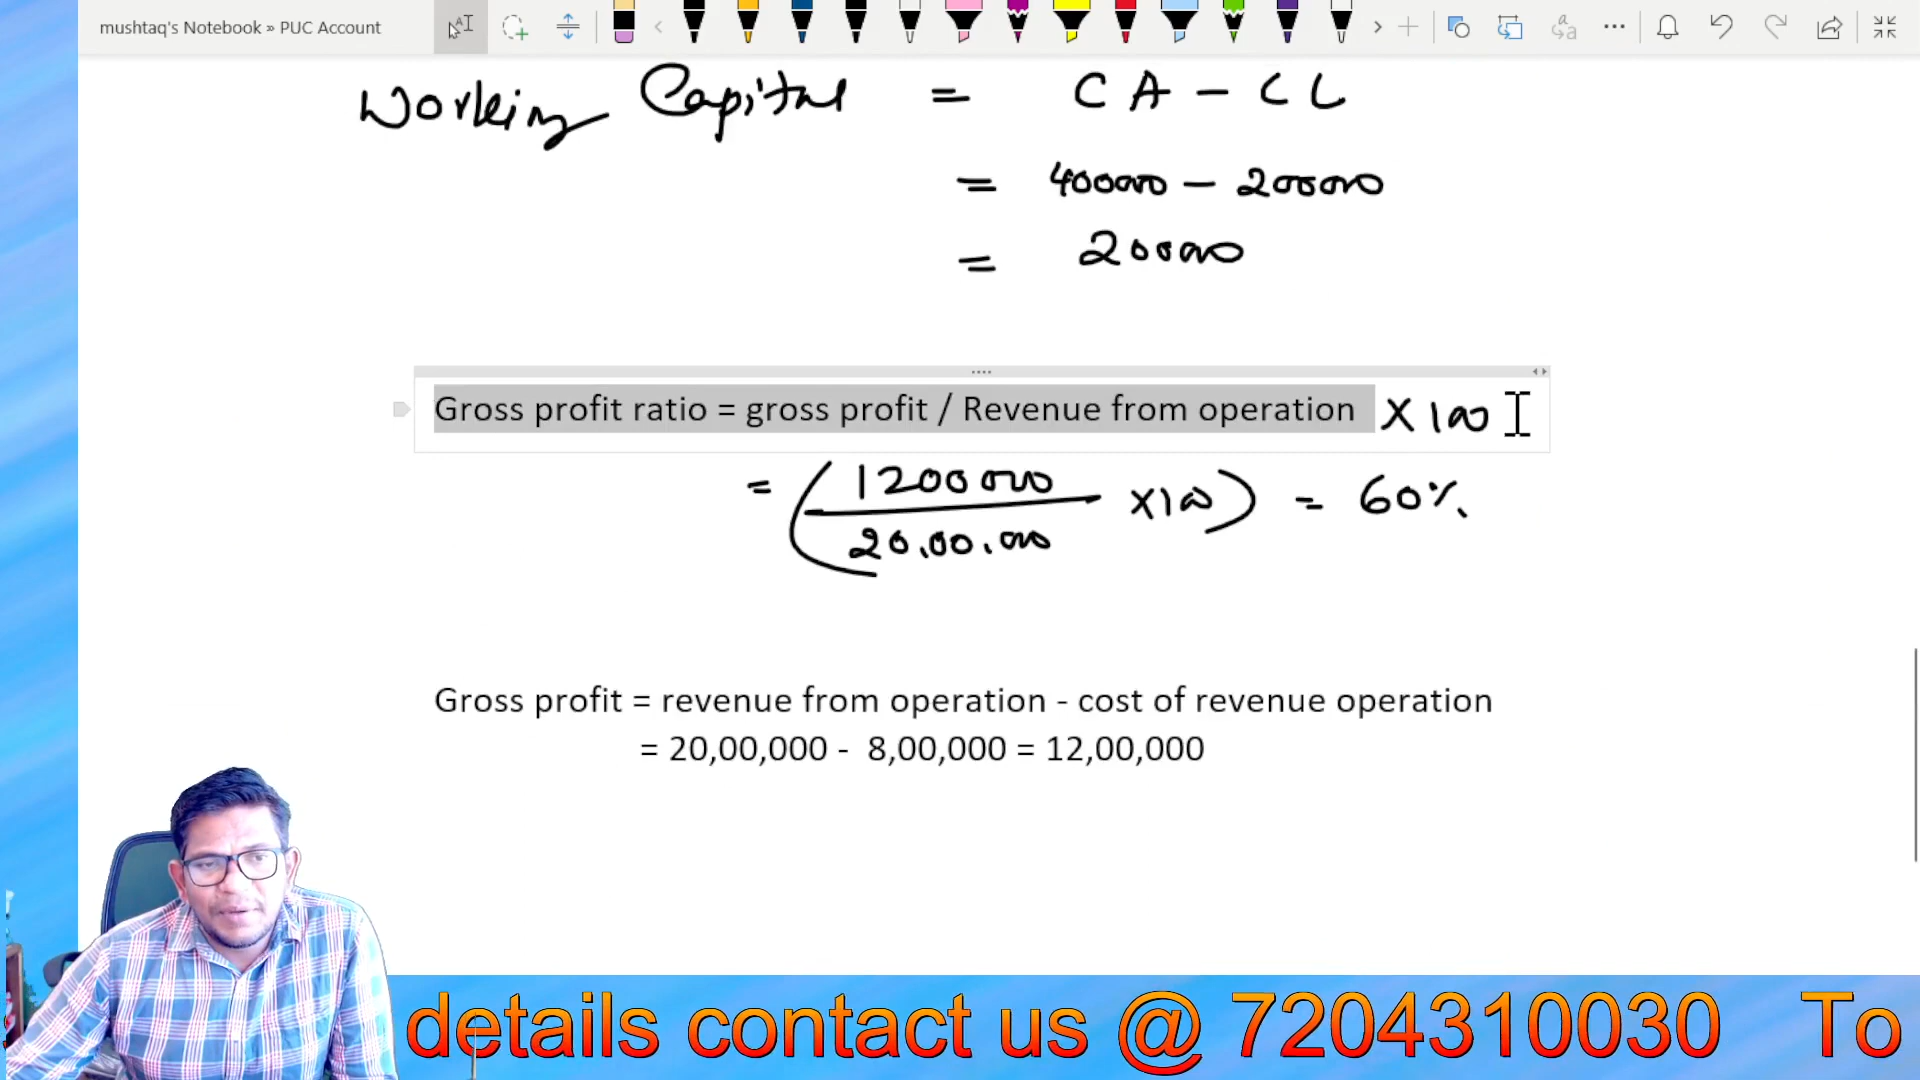 mushtaq's Notebook » PUC Account
Working Capital = CA - CL
= 400000 - 200000
= 200000
Gross profit ratio = gross profit / Revenue from operation X 100
= (1200000 / 20,00,000 X100) = 60%
Gross profit = revenue from operation - cost of revenue operation
= 20,00,000 - 8,00,000 = 12,00,000
details contact us @ 7204310030 To